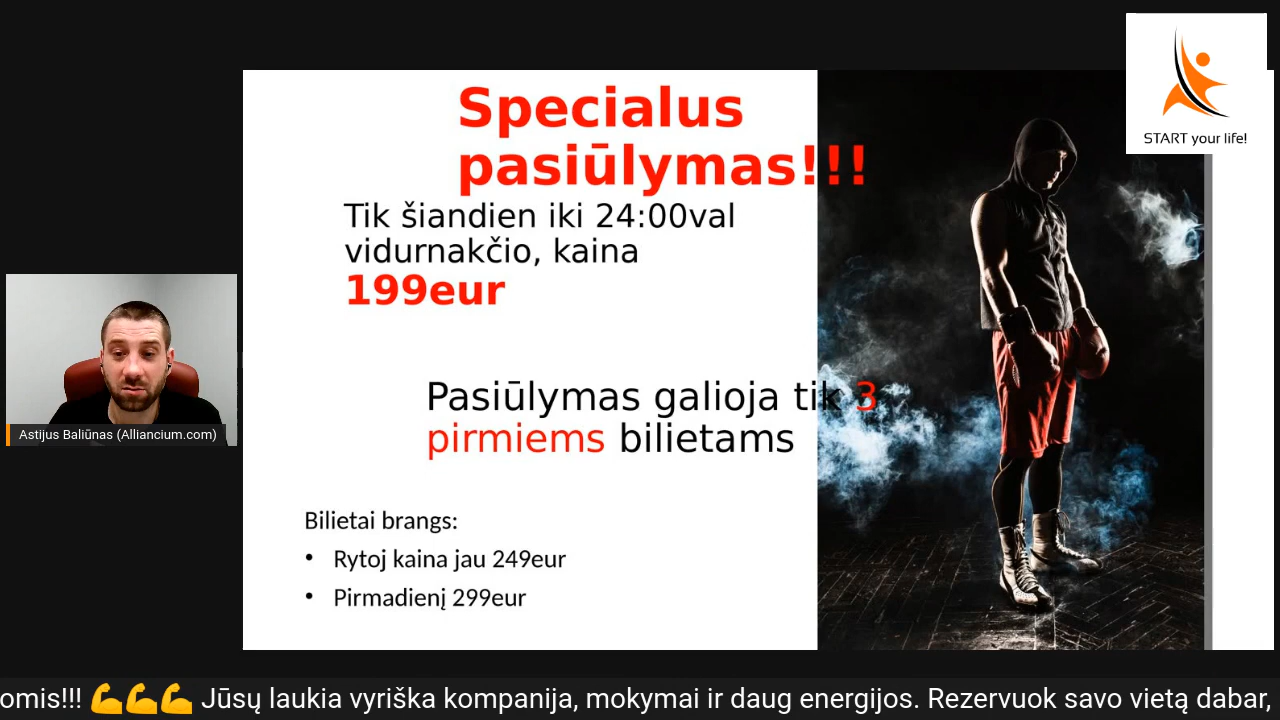 START your life!
Specialus
pasiūlymas!!!
Tik šiandien iki 24:00val
vidurnakčio, kaina
199eur
Pasiūlymas galioja tik 3
pirmiems bilietams
Bilietai brangs:
• Rytoj kaina jau 249eur
• Pirmadienį 299eur
Astijus Baliūnas (Alliancium.com)
omis!!! 💪💪💪 Jūsų laukia vyriška kompanija, mokymai ir daug energijos. Rezervuok savo vietą dabar,